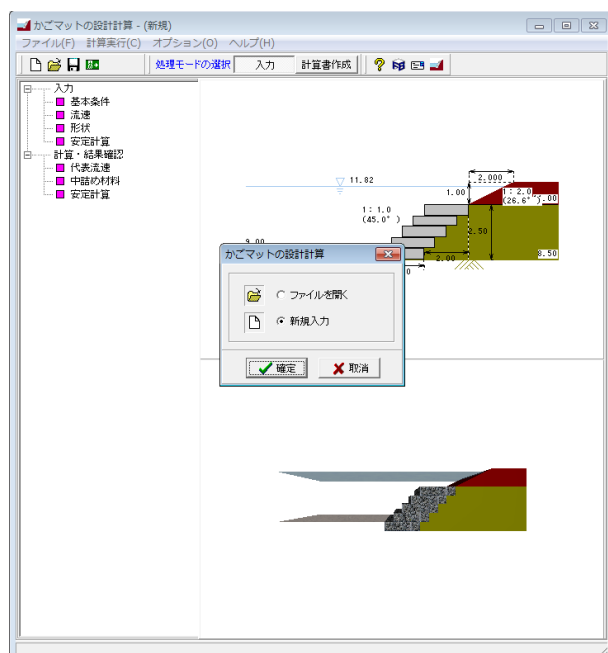 かごマットの設計計算 - (新規)
ファイル(F) 計算実行(C) オプション(O) ヘルプ(H)
処理モードの選択 入力 計算書作成
入力
基本条件
流速
形状
安定計算
計算・結果確認
代表流速
中詰め材料
安定計算
11.82
2.000
1.00
1: 2.0
(26.6°)
.00
1: 1.0
(45.0°)
2.50
9.00
2.00
8.50
0
かごマットの設計計算
ファイルを開く
新規入力
確定 取消